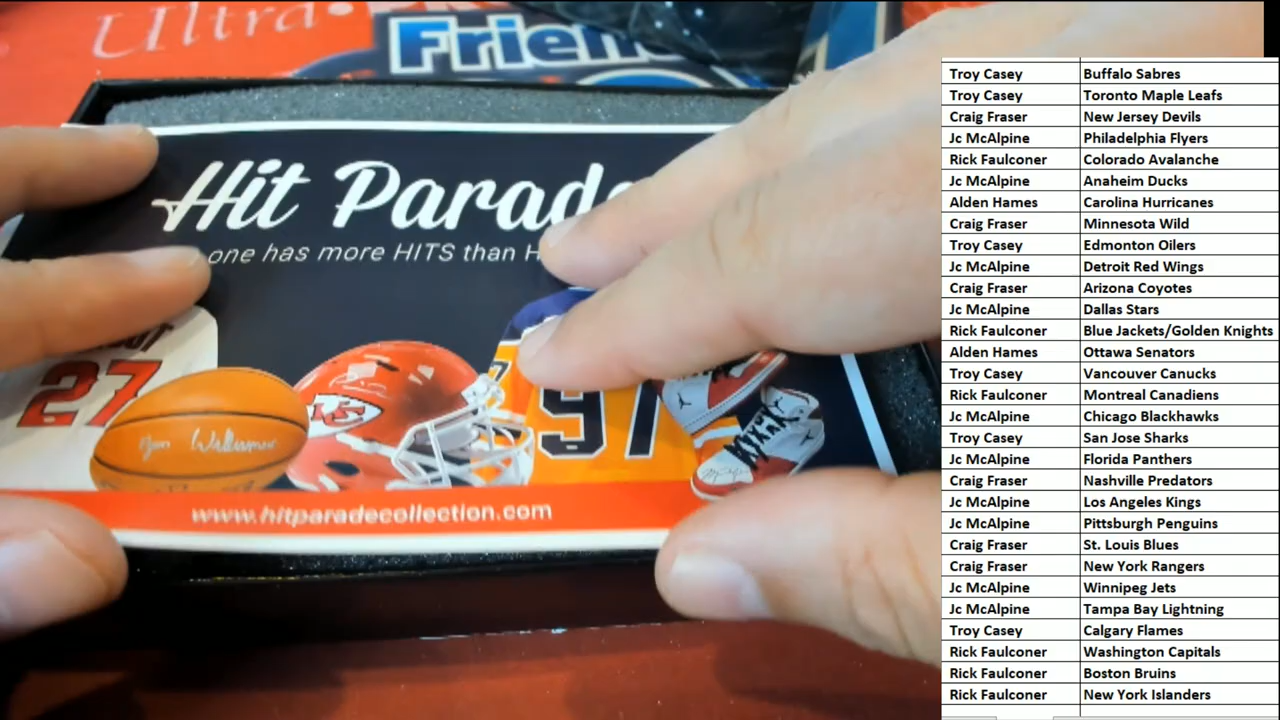 Ultra
Frien
Hit Parad
one has more HITS than H
27
97
www.hitparadecollection.com
Troy Casey Buffalo Sabres
Troy Casey Toronto Maple Leafs
Craig Fraser New Jersey Devils
Jc McAlpine Philadelphia Flyers
Rick Faulconer Colorado Avalanche
Jc McAlpine Anaheim Ducks
Alden Hames Carolina Hurricanes
Craig Fraser Minnesota Wild
Troy Casey Edmonton Oilers
Jc McAlpine Detroit Red Wings
Craig Fraser Arizona Coyotes
Jc McAlpine Dallas Stars
Rick Faulconer Blue Jackets/Golden Knights
Alden Hames Ottawa Senators
Troy Casey Vancouver Canucks
Rick Faulconer Montreal Canadiens
Jc McAlpine Chicago Blackhawks
Troy Casey San Jose Sharks
Jc McAlpine Florida Panthers
Craig Fraser Nashville Predators
Jc McAlpine Los Angeles Kings
Jc McAlpine Pittsburgh Penguins
Craig Fraser St. Louis Blues
Craig Fraser New York Rangers
Jc McAlpine Winnipeg Jets
Jc McAlpine Tampa Bay Lightning
Troy Casey Calgary Flames
Rick Faulconer Washington Capitals
Rick Faulconer Boston Bruins
Rick Faulconer New York Islanders